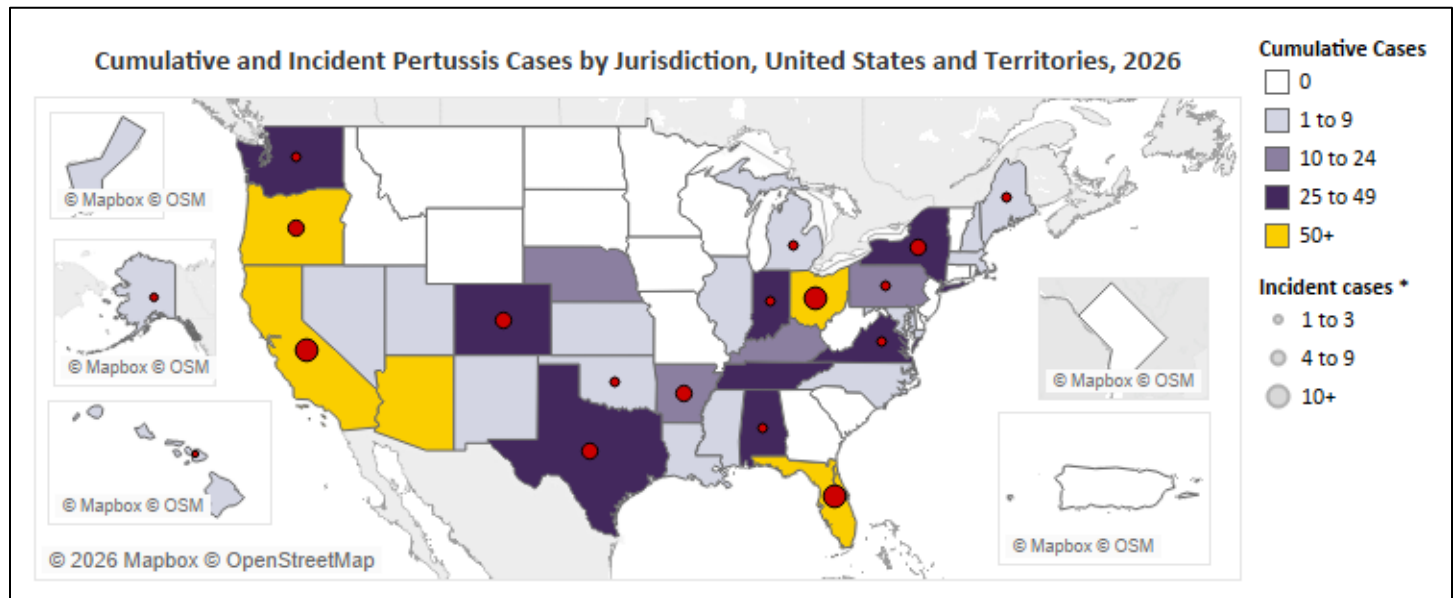 Cumulative and Incident Pertussis Cases by Jurisdiction, United States and Territories, 2026
© Mapbox © OSM
© Mapbox © OSM
© Mapbox © OSM
© 2026 Mapbox © OpenStreetMap
© Mapbox © OSM
© Mapbox © OSM
Cumulative Cases
0
1 to 9
10 to 24
25 to 49
50+
Incident cases *
1 to 3
4 to 9
10+